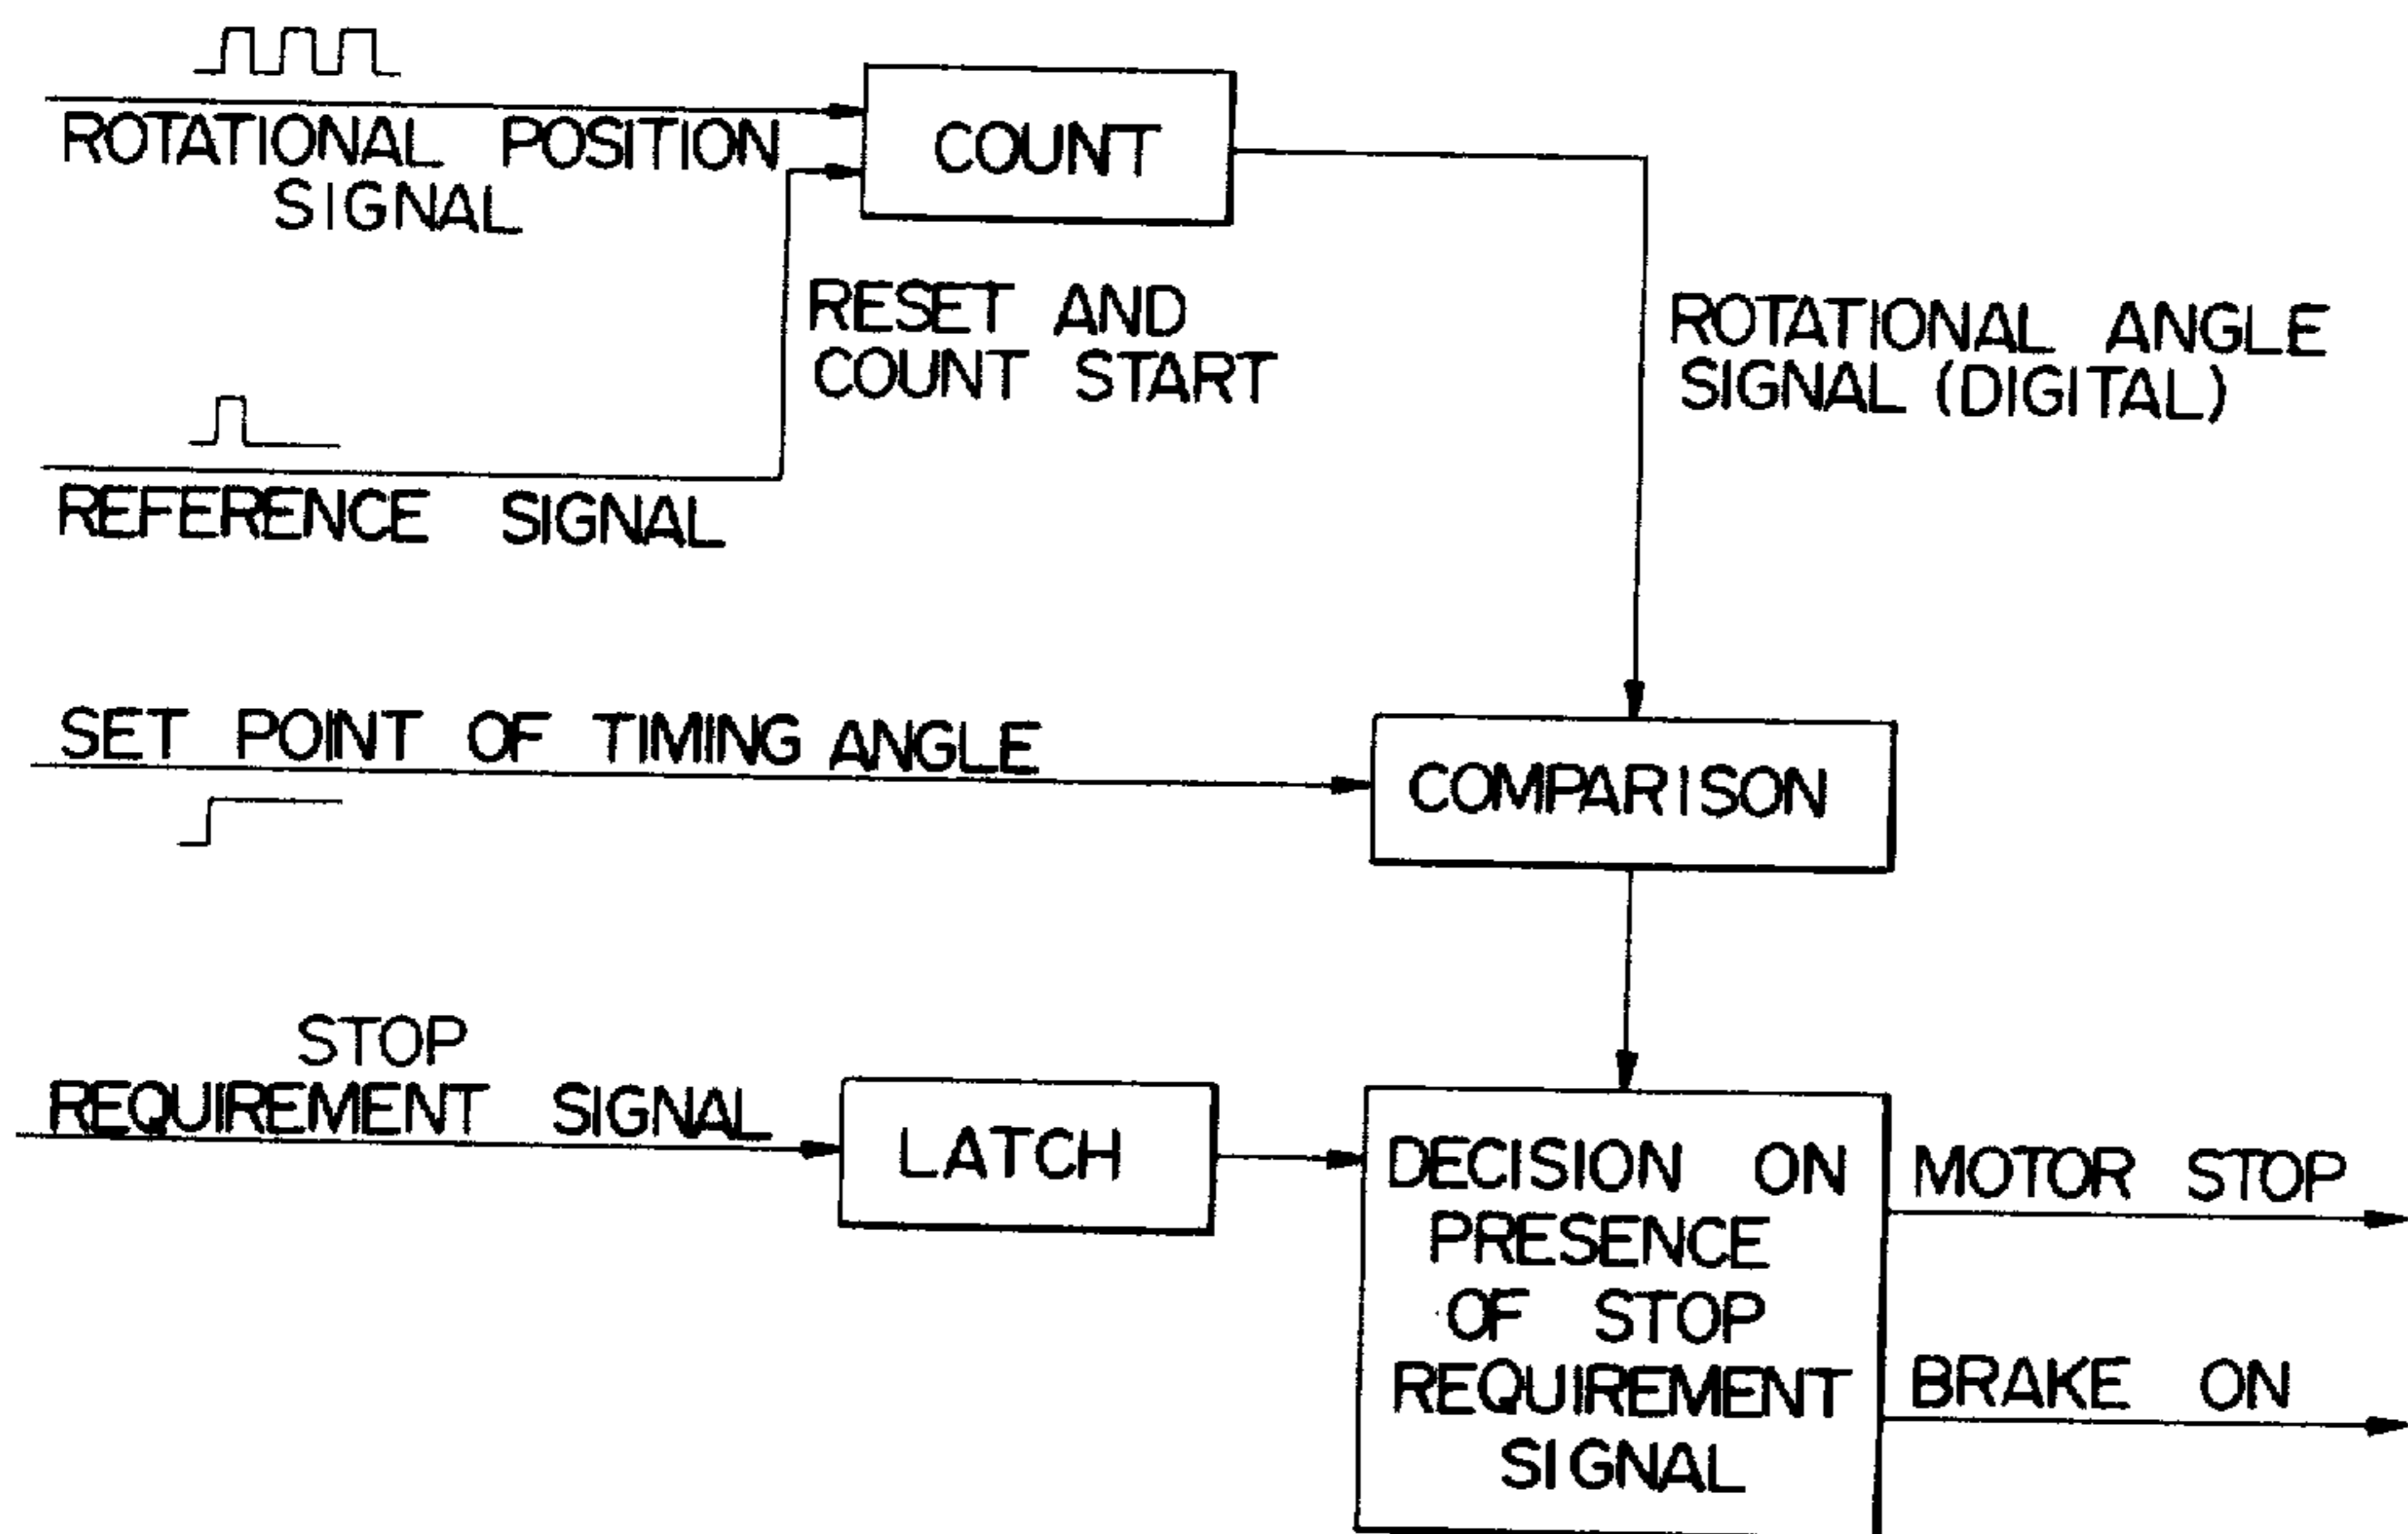 ROTATIONAL POSITION
SIGNAL
COUNT
RESET AND
COUNT START
ROTATIONAL ANGLE
SIGNAL (DIGITAL)
REFERENCE SIGNAL
SET POINT OF TIMING ANGLE
COMPARISON
STOP
REQUIREMENT SIGNAL
LATCH
DECISION ON
PRESENCE
OF STOP
REQUIREMENT
SIGNAL
MOTOR STOP
BRAKE ON